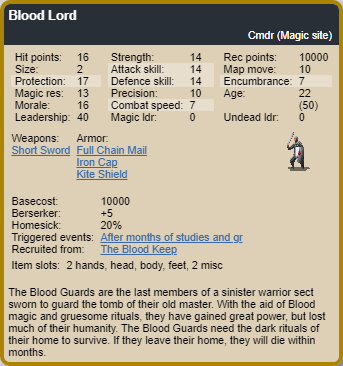 Blood Lord
Cmdr (Magic site)
Hit points: 16 Strength: 14 Rec points: 10000
Size: 2 Attack skill: 14 Map move: 10
Protection: 17 Defence skill: 14 Encumbrance: 7
Magic res: 13 Precision: 10 Age: 22
Morale: 16 Combat speed: 7 (50)
Leadership: 40 Magic ldr: 0 Undead ldr: 0
Weapons: Armor:
Short Sword Full Chain Mail
Iron Cap
Kite Shield
Basecost: 10000
Berserker: +5
Homesick: 20%
Triggered events: After months of studies and gr
Recruited from: The Blood Keep
Item slots: 2 hands, head, body, feet, 2 misc
The Blood Guards are the last members of a sinister warrior sect
sworn to guard the tomb of their old master. With the aid of Blood
magic and gruesome rituals, they have gained great power, but lost
much of their humanity. The Blood Guards need the dark rituals of
their home to survive. If they leave their home, they will die within
months.